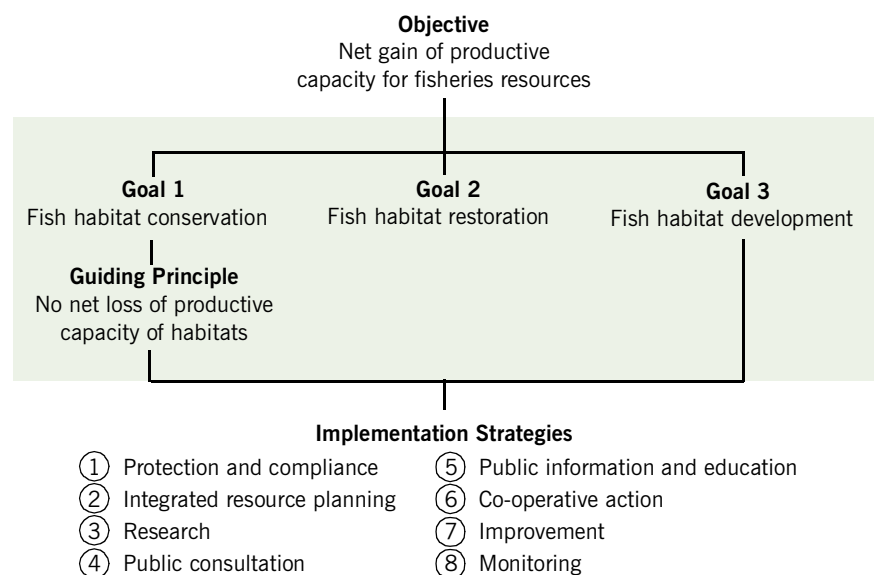 Objective
Net gain of productive
capacity for fisheries resources
Goal 1
Fish habitat conservation
Goal 2
Fish habitat restoration
Goal 3
Fish habitat development
Guiding Principle
No net loss of productive
capacity of habitats
Implementation Strategies
1 Protection and compliance
2 Integrated resource planning
3 Research
4 Public consultation
5 Public information and education
6 Co-operative action
7 Improvement
8 Monitoring